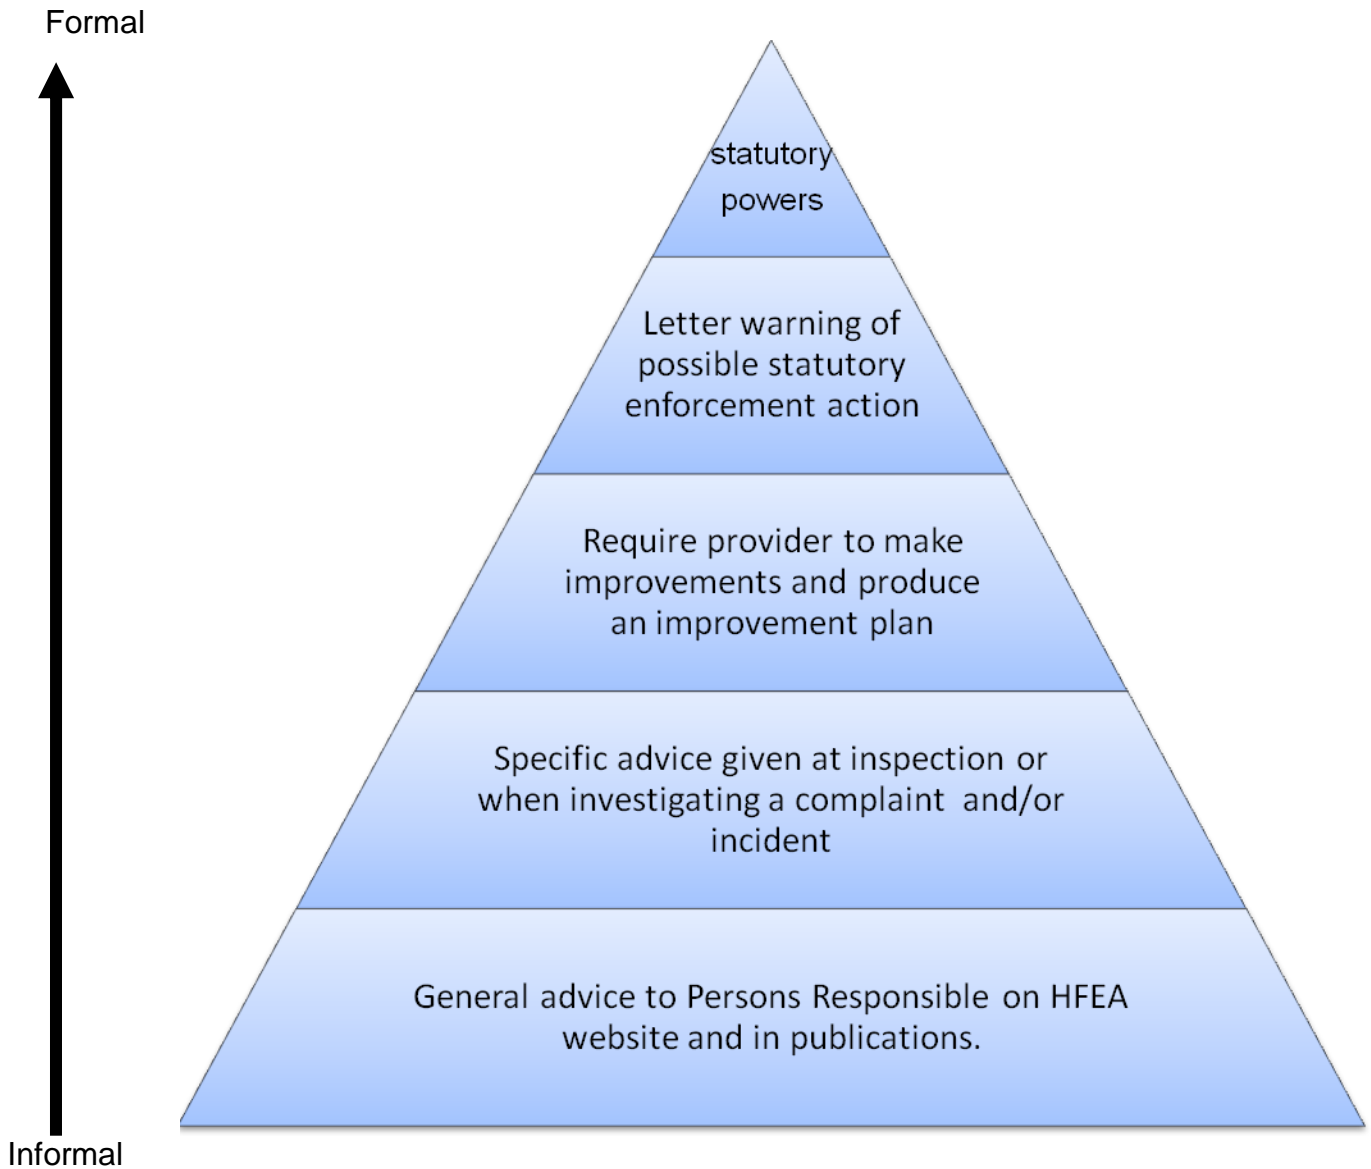 Formal
statutory
powers
Letter warning of
possible statutory
enforcement action
Require provider to make
improvements and produce
an improvement plan
Specific advice given at inspection or
when investigating a complaint and/or
incident
General advice to Persons Responsible on HFEA
website and in publications.
Informal